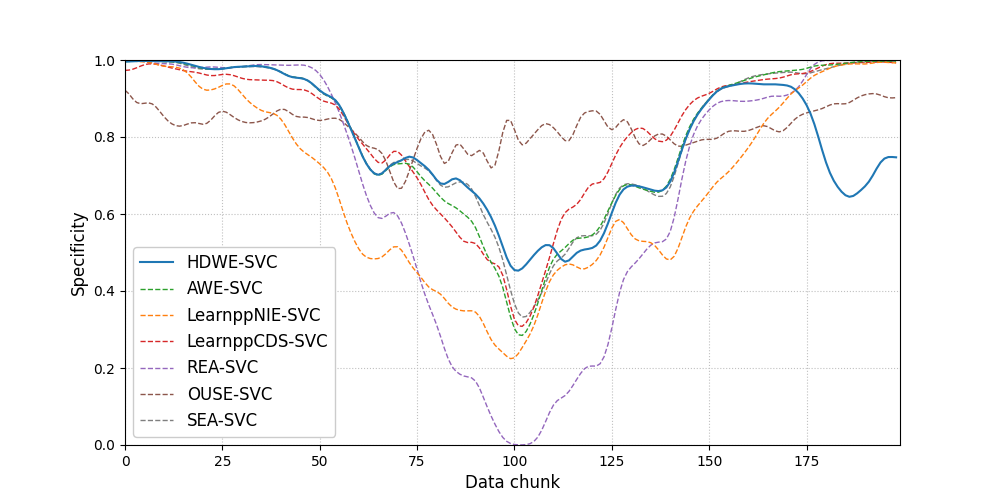 1.0
0.8
0.6
0.4
0.2
0.0
Specificity
HDWE-SVC
AWE-SVC
LearnppNIE-SVC
LearnppCDS-SVC
REA-SVC
OUSE-SVC
SEA-SVC
0 25 50 75 100 125 150 175
Data chunk